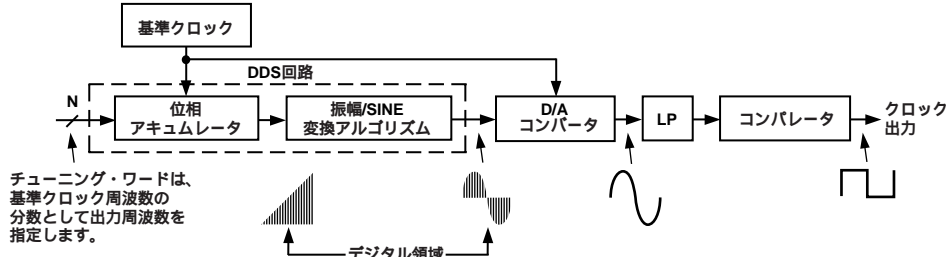 基準クロック
DDS回路
N
位相
アキュムレータ
振幅/SINE
変換アルゴリズム
D/A
コンバータ
LP
コンパレータ
クロック
出力
チューニング・ワードは、
基準クロック周波数の
分数として出力周波数を
指定します。
デジタル領域